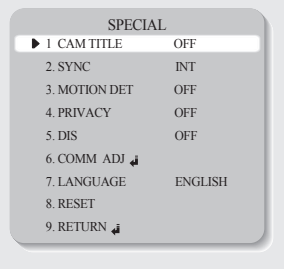 SPECIAL
1 CAM TITLE OFF
2. SYNC INT
3. MOTION DET OFF
4. PRIVACY OFF
5. DIS OFF
6. COMM ADJ
7. LANGUAGE ENGLISH
8. RESET
9. RETURN